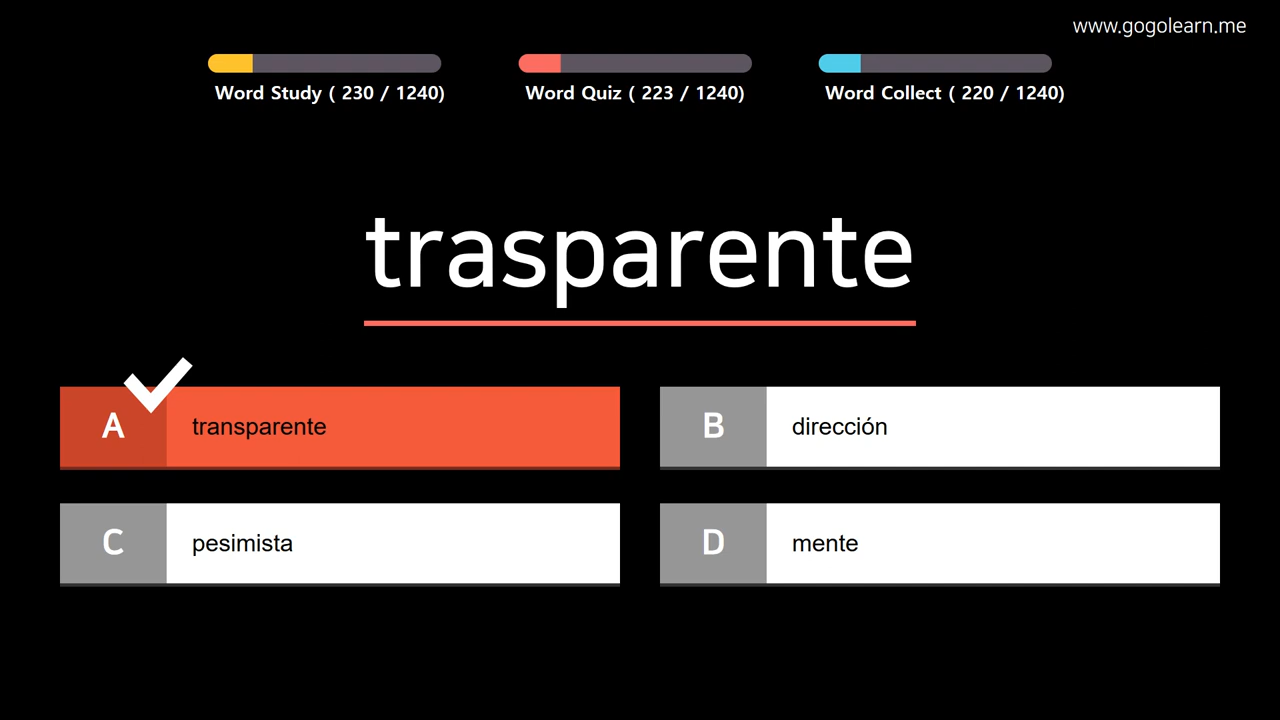 www.gogolearn.me
Word Study ( 230 / 1240)
Word Quiz ( 223 / 1240)
Word Collect ( 220 / 1240)
trasparente
A transparente
B dirección
C pesimista
D mente